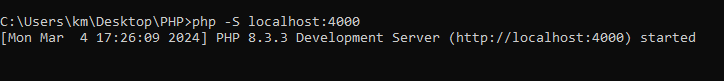 C:\Users\km\Desktop\PHP>php -S localhost:4000
[Mon Mar  4 17:26:09 2024] PHP 8.3.3 Development Server (http://localhost:4000) started